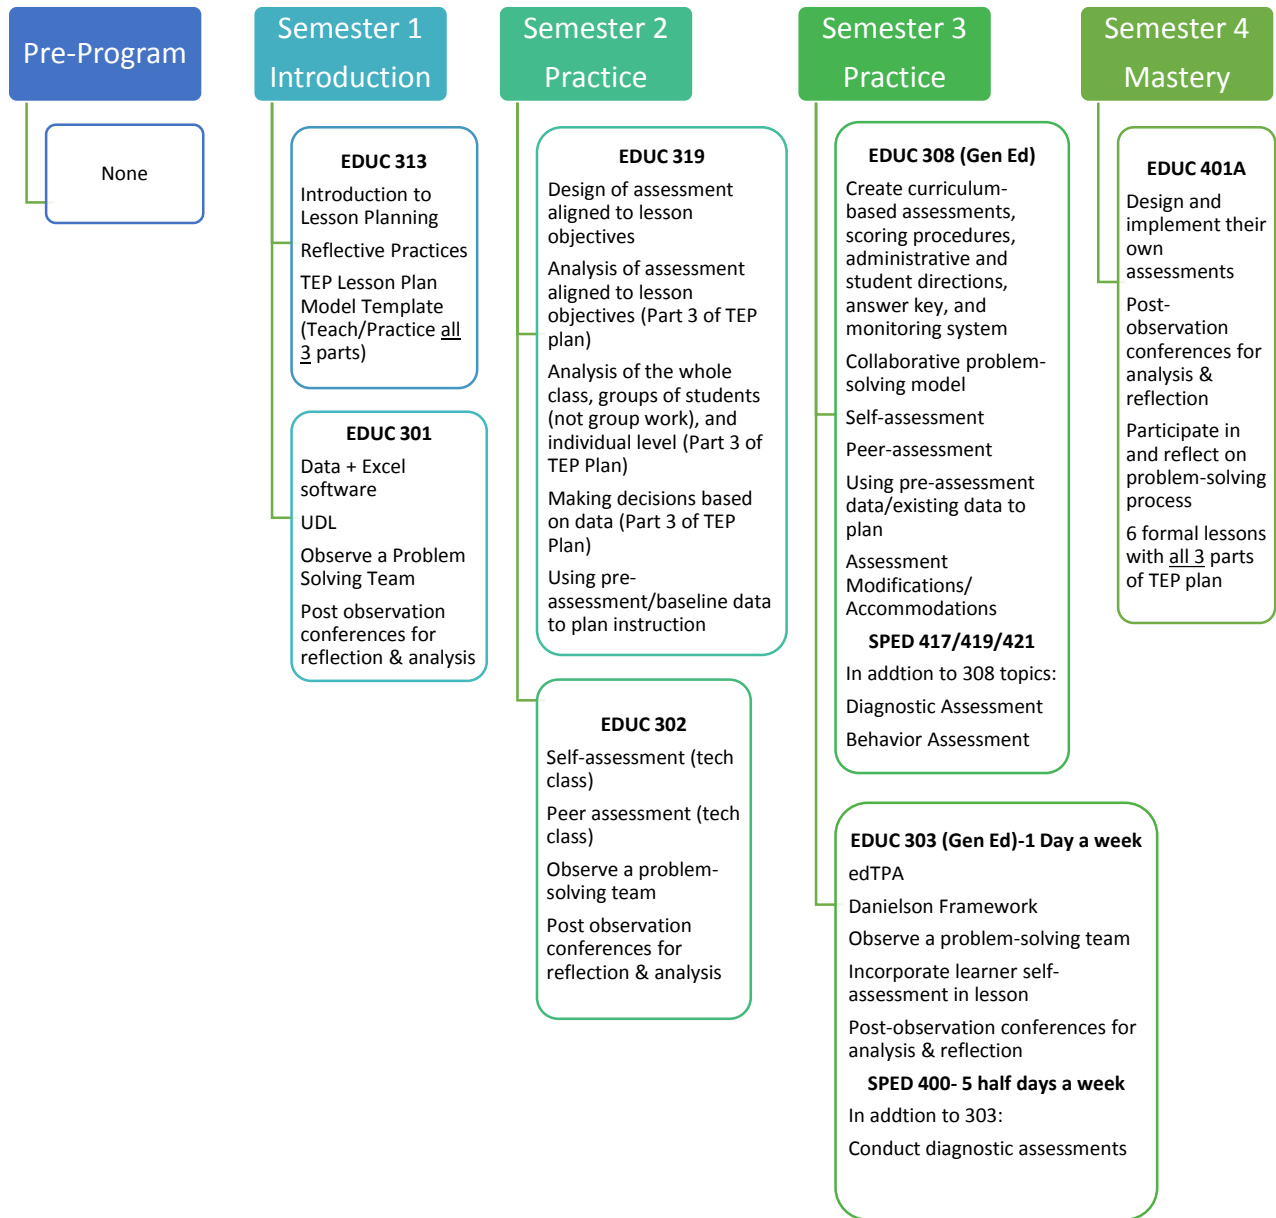 Pre-Program
None
Semester 1
Introduction
EDUC 313
Introduction to
Lesson Planning
Reflective Practices
TEP Lesson Plan
Model Template
(Teach/Practice all
3 parts)
EDUC 301
Data + Excel
software
UDL
Observe a Problem
Solving Team
Post observation
conferences for
reflection & analysis
Semester 2
Practice
EDUC 319
Design of assessment
aligned to lesson
objectives
Analysis of assessment
aligned to lesson
objectives (Part 3 of TEP
plan)
Analysis of the whole
class, groups of students
(not group work), and
individual level (Part 3 of
TEP Plan)
Making decisions based
on data (Part 3 of TEP
Plan)
Using pre-
assessment/baseline data
to plan instruction
EDUC 302
Self-assessment (tech
class)
Peer assessment (tech
class)
Observe a problem-
solving team
Post observation
conferences for
reflection & analysis
Semester 3
Practice
EDUC 308 (Gen Ed)
Create curriculum-
based assessments,
scoring procedures,
administrative and
student directions,
answer key, and
monitoring system
Collaborative problem-
solving model
Self-assessment
Peer-assessment
Using pre-assessment
data/existing data to
plan
Assessment
Modifications/
Accommodations
SPED 417/419/421
In addtion to 308 topics:
Diagnostic Assessment
Behavior Assessment
EDUC 303 (Gen Ed)-1 Day a week
edTPA
Danielson Framework
Observe a problem-solving team
Incorporate learner self-
assessment in lesson
Post-observation conferences for
analysis & reflection
SPED 400- 5 half days a week
In addtion to 303:
Conduct diagnostic assessments
Semester 4
Mastery
EDUC 401A
Design and
implement their
own
assessments
Post-
observation
conferences for
analysis &
reflection
Participate in
and reflect on
problem-solving
process
6 formal lessons
with all 3 parts
of TEP plan